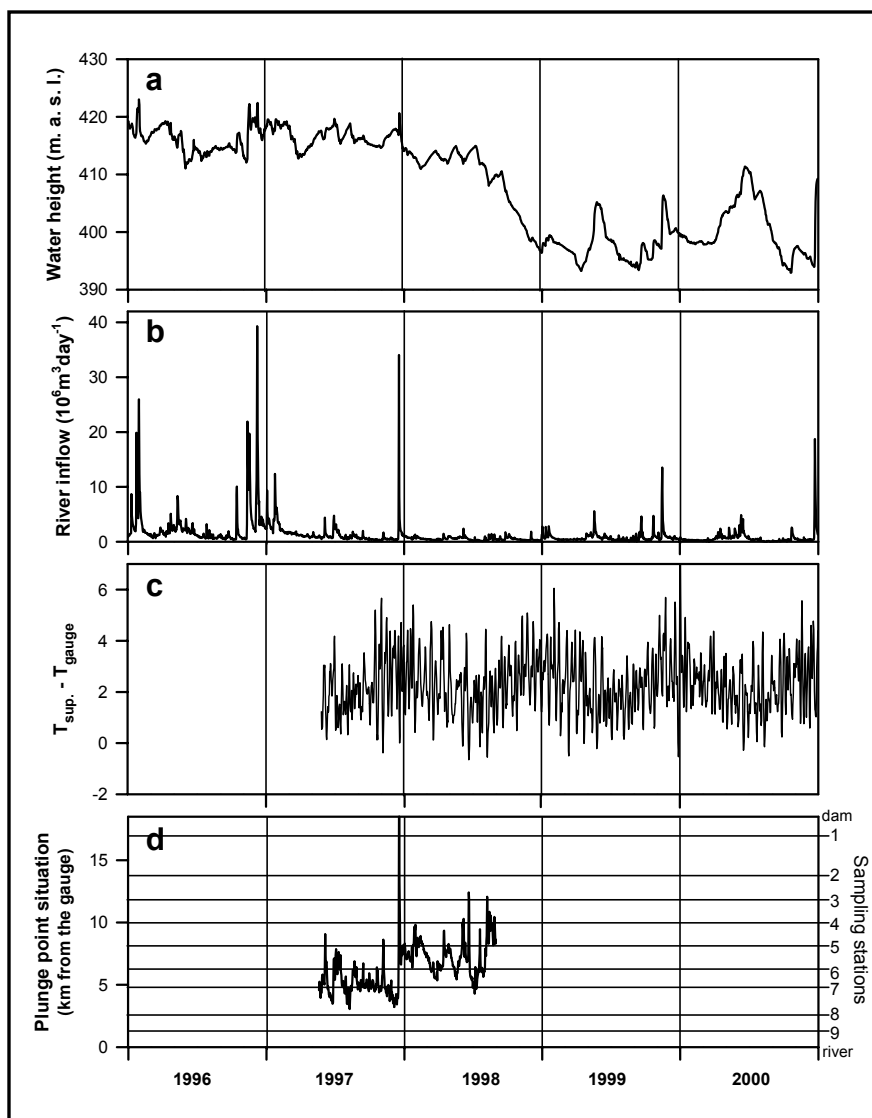 a
Water height (m. a. s. l.)
430
420
410
400
390
b
River inflow (10⁶m³day⁻¹)
40
30
20
10
0
c
T_sup. - T_gauge
6
4
2
0
-2
d
Plunge point situation
(km from the gauge)
15
10
5
0
dam
1
2
3
4
5
6
7
8
9
river
Sampling stations
1996 1997 1998 1999 2000